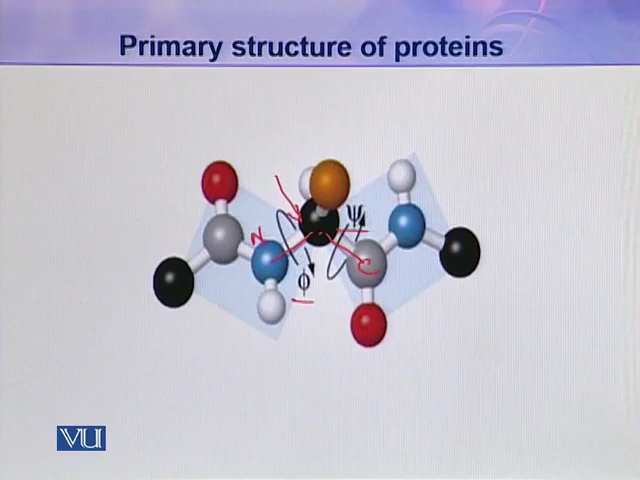 Primary structure of proteins
ψ
N
C
ϕ
VU